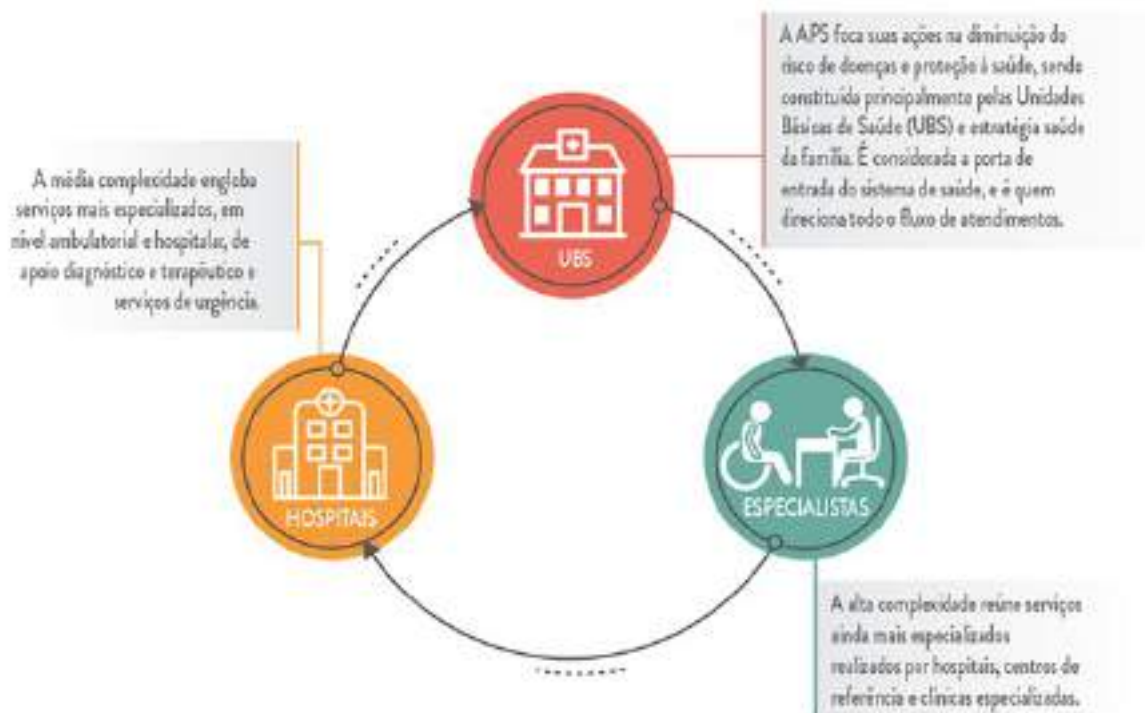 A APS foca suas ações na diminuição do
risco de doenças e proteção à saúde, sendo
constituída principalmente pelas Unidades
Básicas de Saúde (UBS) e estratégia saúde
da família. É considerada a porta de
entrada do sistema de saúde, e é quem
direciona todo o fluxo de atendimentos.
UBS
A média complexidade engloba
serviços mais especializados, em
nível ambulatorial e hospitalar, de
apoio diagnóstico e terapêutico e
serviços de urgência.
HOSPITAIS
ESPECIALISTAS
A alta complexidade reúne serviços
ainda mais especializados
realizados por hospitais, centros de
referência e clínicas especializadas.